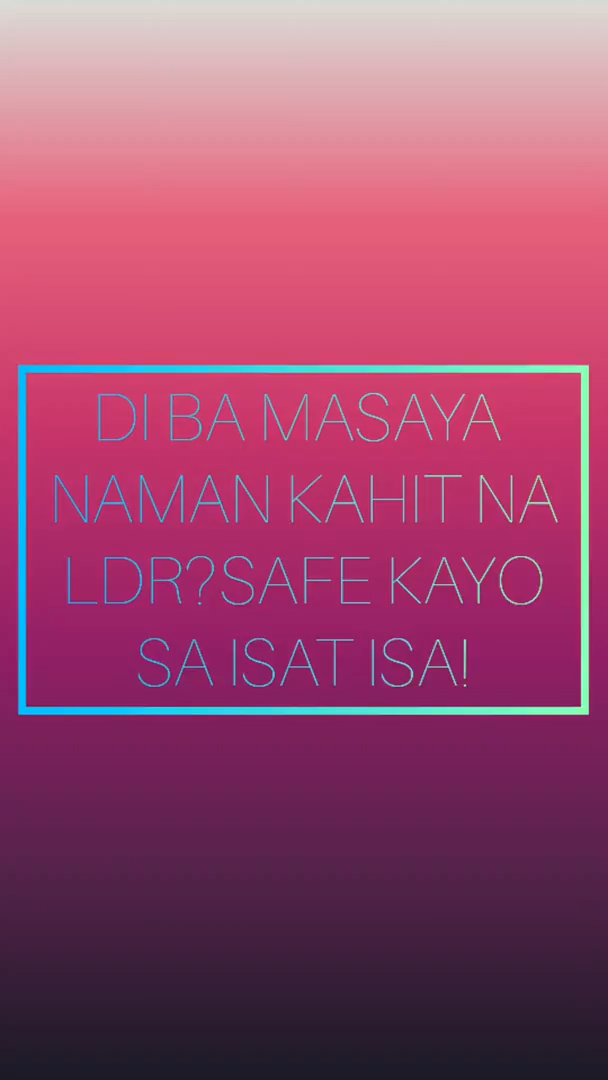 DI BA MASAYA
NAMAN KAHIT NA
LDR?SAFE KAYO
SA ISAT ISA!